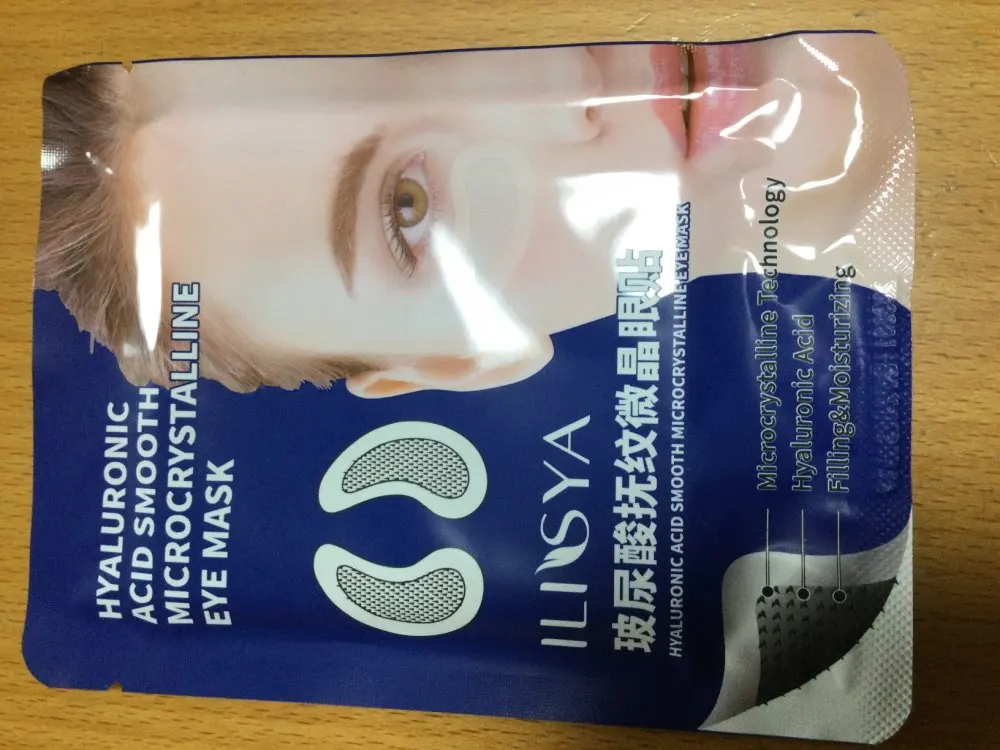 HYALURONIC
ACID SMOOTH
MICROCRYSTALLINE
EYE MASK
ILISYA
玻尿酸抚纹微晶眼贴
HYALURONIC ACID SMOOTH MICROCRYSTALLINE EYE MASK
Microcrystalline Technology
Hyaluronic Acid
Filling&Moisturizing